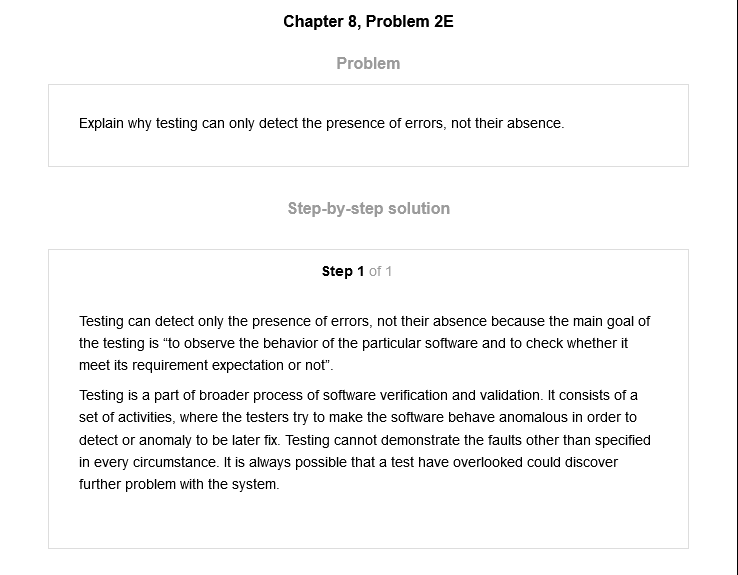 Chapter 8, Problem 2E
Problem
Explain why testing can only detect the presence of errors, not their absence.
Step-by-step solution
Step 1 of 1
Testing can detect only the presence of errors, not their absence because the main goal of
the testing is “to observe the behavior of the particular software and to check whether it
meet its requirement expectation or not”.
Testing is a part of broader process of software verification and validation. It consists of a
set of activities, where the testers try to make the software behave anomalous in order to
detect or anomaly to be later fix. Testing cannot demonstrate the faults other than specified
in every circumstance. It is always possible that a test have overlooked could discover
further problem with the system.